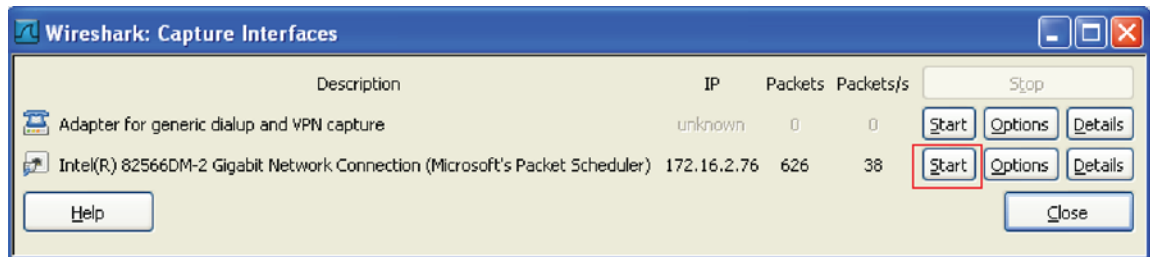 Wireshark: Capture Interfaces
Description IP Packets Packets/s Stop
Adapter for generic dialup and VPN capture unknown 0 0 Start Options Details
Intel(R) 82566DM-2 Gigabit Network Connection (Microsoft's Packet Scheduler) 172.16.2.76 626 38 Start Options Details
Help Close